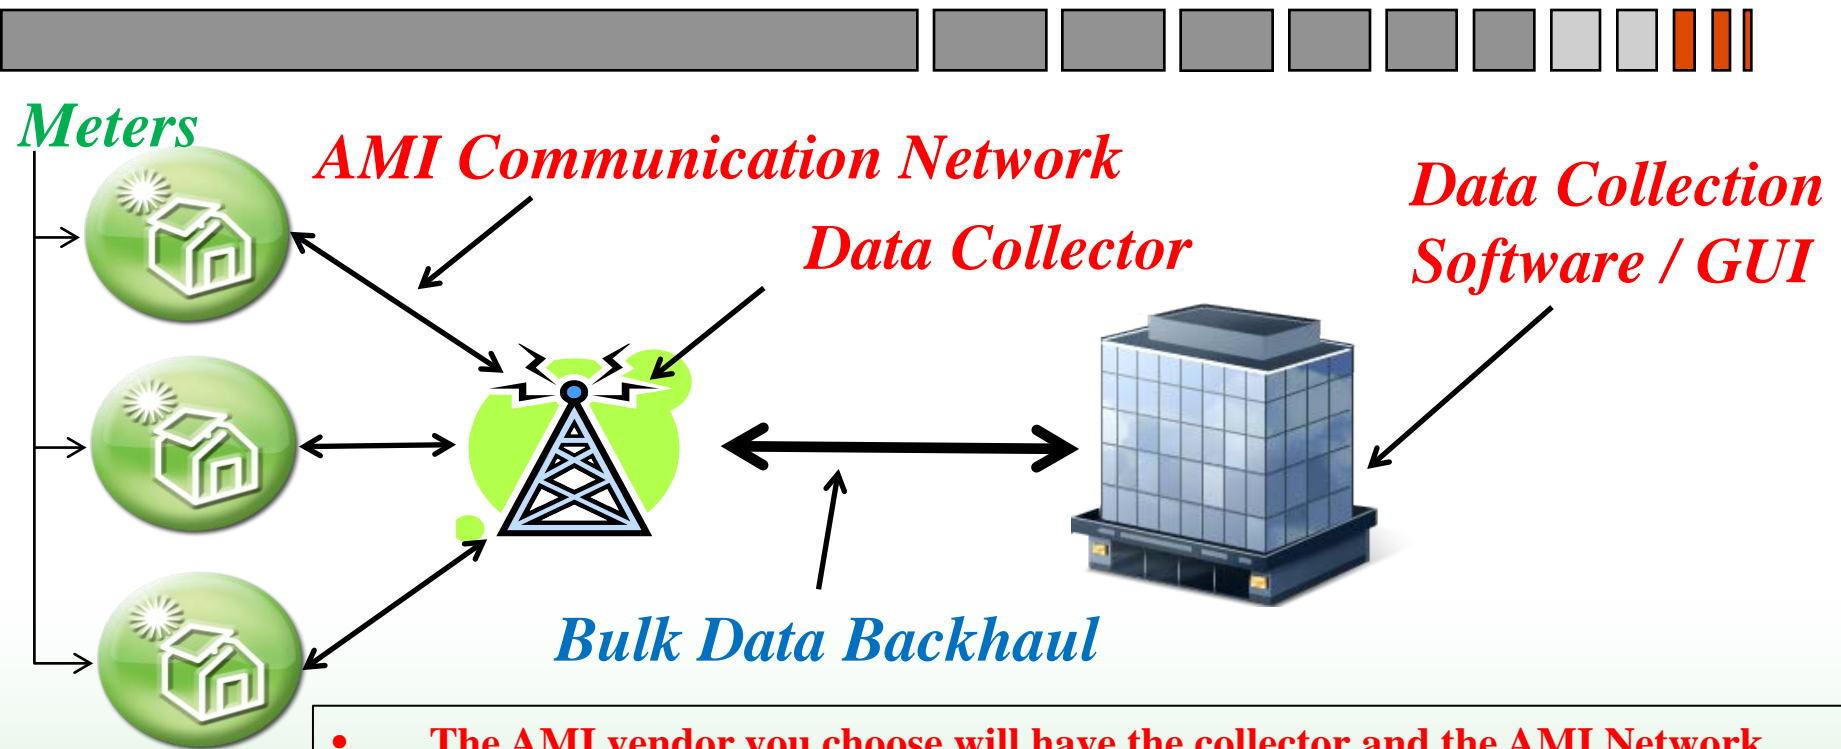 Meters
AMI Communication Network
Data Collector
Data Collection
Software / GUI
Bulk Data Backhaul
• The AMI vendor you choose will have the collector and the AMI Network